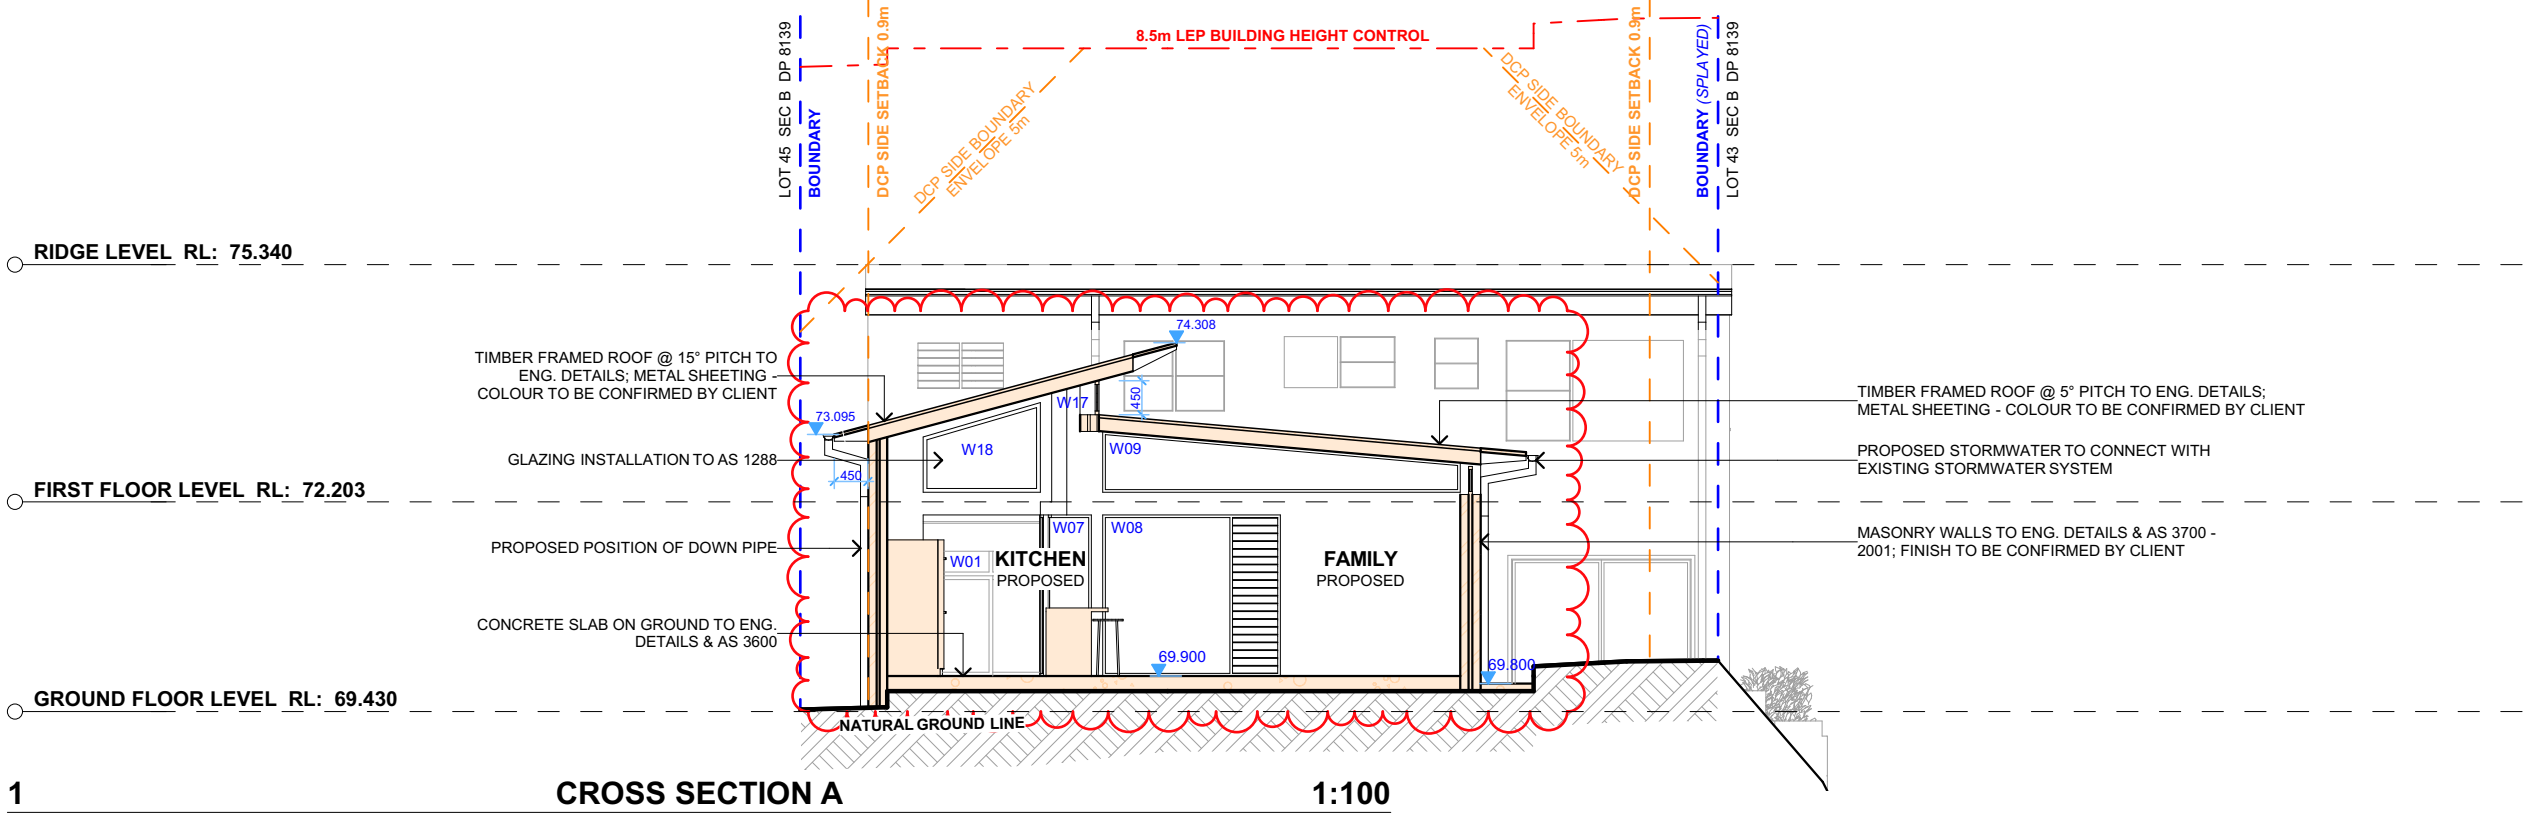 8.5m LEP BUILDING HEIGHT CONTROL
LOT 45 SEC B DP 8139
BOUNDARY
DCP SIDE SETBACK 0.9m
DCP SIDE BOUNDARY
ENVELOPE 5m
DCP SIDE BOUNDARY
ENVELOPE 5m
DCP SIDE SETBACK 0.9m
BOUNDARY (SPLAYED)
LOT 43 SEC B DP 8139
RIDGE LEVEL RL: 75.340
74.308
TIMBER FRAMED ROOF @ 15° PITCH TO
ENG. DETAILS; METAL SHEETING -
COLOUR TO BE CONFIRMED BY CLIENT
TIMBER FRAMED ROOF @ 5° PITCH TO ENG. DETAILS;
METAL SHEETING - COLOUR TO BE CONFIRMED BY CLIENT
73.095
W17
450
W18
W09
GLAZING INSTALLATION TO AS 1288
450
PROPOSED STORMWATER TO CONNECT WITH
EXISTING STORMWATER SYSTEM
FIRST FLOOR LEVEL RL: 72.203
W07
W08
PROPOSED POSITION OF DOWN PIPE
W01
KITCHEN
PROPOSED
FAMILY
PROPOSED
MASONRY WALLS TO ENG. DETAILS & AS 3700 -
2001; FINISH TO BE CONFIRMED BY CLIENT
CONCRETE SLAB ON GROUND TO ENG.
DETAILS & AS 3600
69.900
69.800
GROUND FLOOR LEVEL RL: 69.430
NATURAL GROUND LINE
1
CROSS SECTION A
1:100